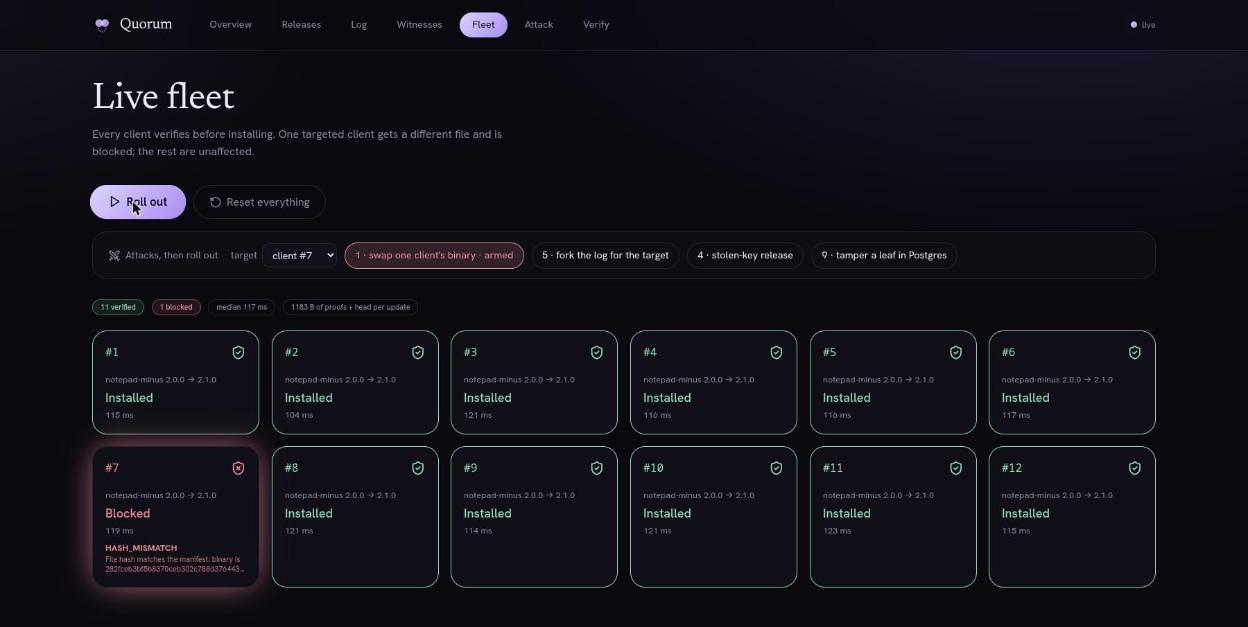 Quorum
Overview
Releases
Log
Witnesses
Fleet
Attack
Verify
live
Live fleet
Every client verifies before installing. One targeted client gets a different file and is
blocked; the rest are unaffected.
Roll out
Reset everything
Attacks, then roll out
target
client #7
1 · swap one client's binary · armed
5 · fork the log for the target
4 · stolen-key release
9 · tamper a leaf in Postgres
11 verified
1 blocked
median 117 ms
1183 B of proofs + head per update
#1
notepad-minus 2.0.0 → 2.1.0
Installed
115 ms
#2
notepad-minus 2.0.0 → 2.1.0
Installed
104 ms
#3
notepad-minus 2.0.0 → 2.1.0
Installed
121 ms
#4
notepad-minus 2.0.0 → 2.1.0
Installed
116 ms
#5
notepad-minus 2.0.0 → 2.1.0
Installed
116 ms
#6
notepad-minus 2.0.0 → 2.1.0
Installed
117 ms
#7
notepad-minus 2.0.0 → 2.1.0
Blocked
119 ms
HASH_MISMATCH
File hash matches the manifest: binary is
#8
notepad-minus 2.0.0 → 2.1.0
Installed
121 ms
#9
notepad-minus 2.0.0 → 2.1.0
Installed
114 ms
#10
notepad-minus 2.0.0 → 2.1.0
Installed
121 ms
#11
notepad-minus 2.0.0 → 2.1.0
Installed
123 ms
#12
notepad-minus 2.0.0 → 2.1.0
Installed
115 ms